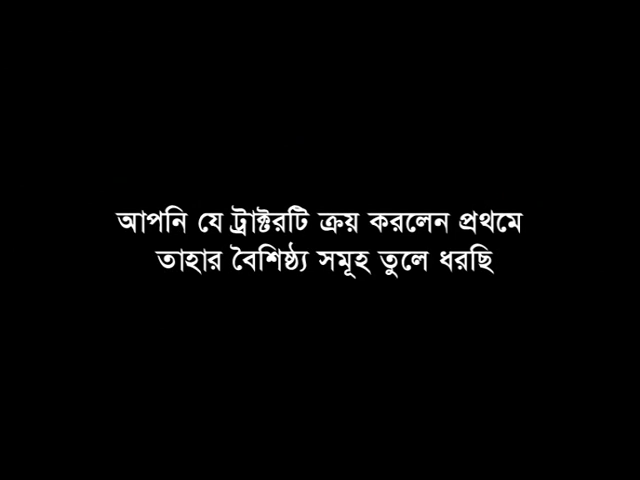 আপনি যে ট্রাক্টরটি ক্রয় করলেন প্রথমে
তাহার বৈশিষ্ঠ্য সমূহ তুলে ধরছি